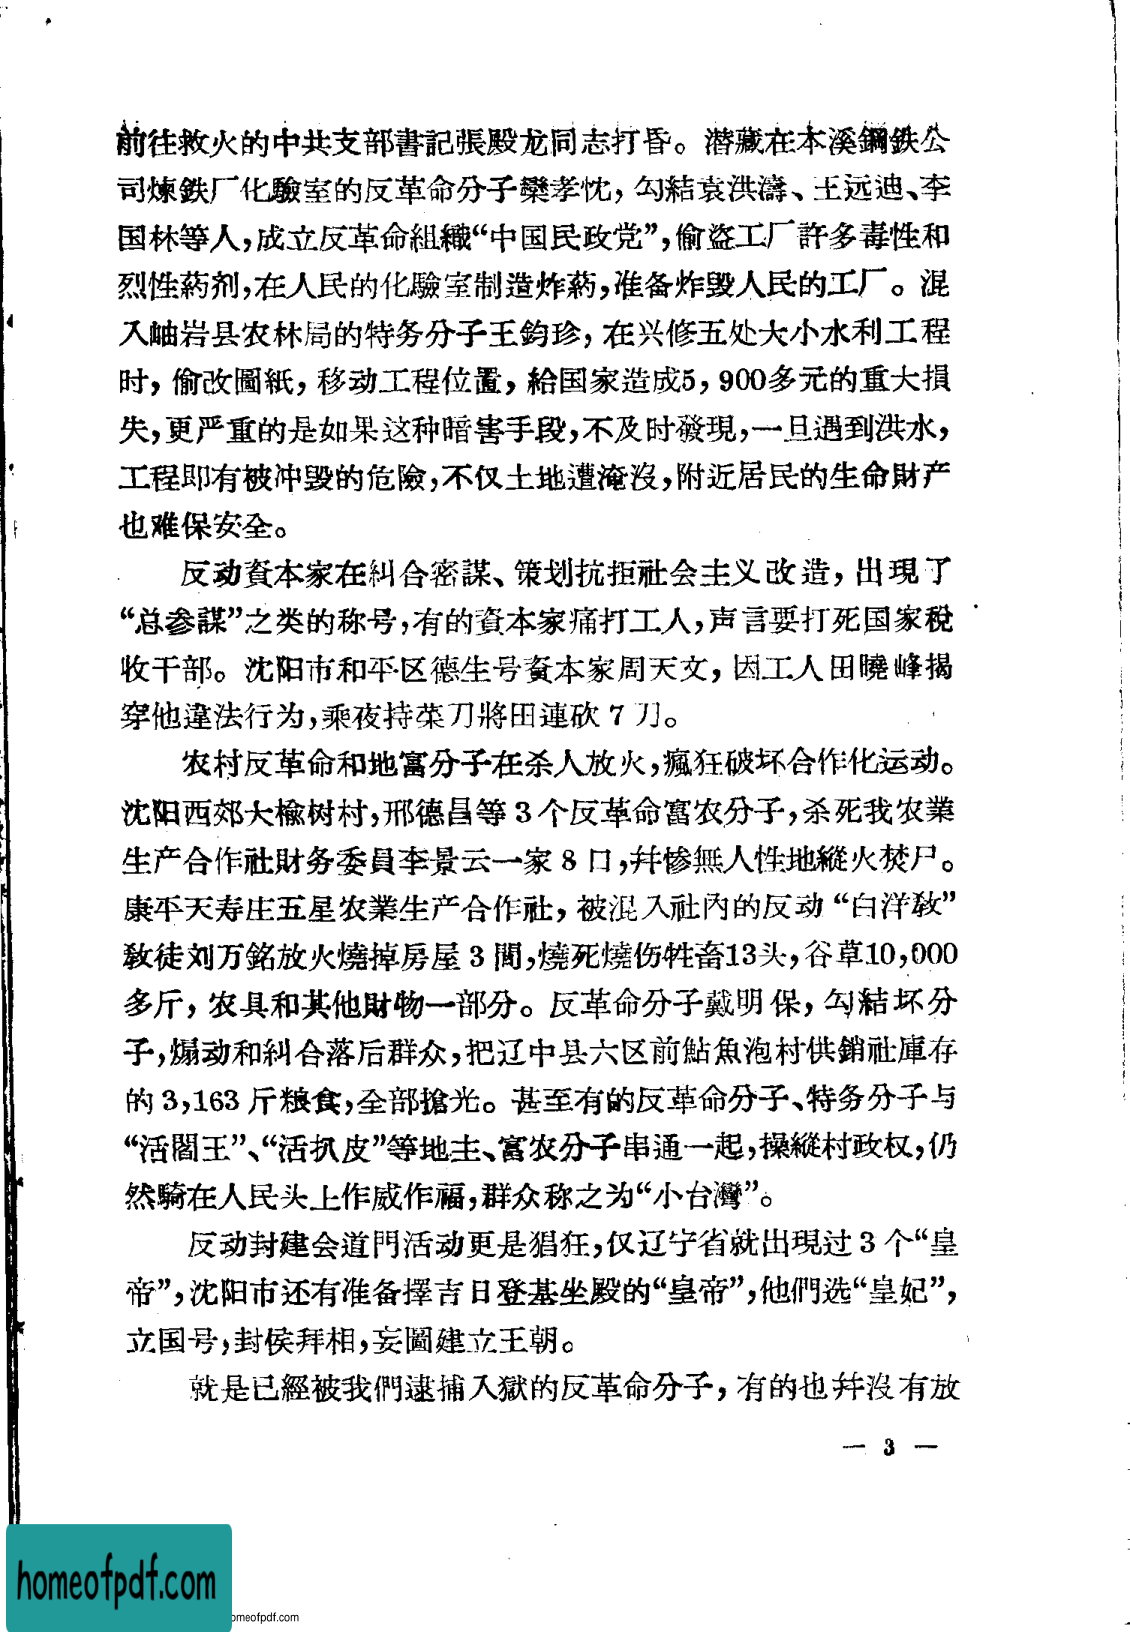 前往救火的中共支部書記張殿龙同志打昏。潜藏在本溪鋼鉄公
司煉鉄厂化驗室的反革命分子欒孝忱，勾結袁洪濤、王远迪、李
国林等人，成立反革命組織“中国民政党”，偷盗工厂許多毒性和
烈性葯剂，在人民的化驗室制造炸葯，准备炸毁人民的工厂。混
入岫岩县农林局的特务分子王鈞珍，在兴修五处大小水利工程
时，偷改圖紙，移动工程位置，給国家造成5，900多元的重大損
失，更严重的是如果这种暗害手段，不及时發現，一旦遇到洪水，
工程即有被冲毁的危險，不仅土地遭淹沒，附近居民的生命財产
也难保安全。
反动資本家在糾合密謀、策划抗拒社会主义改造，出現了
“总参謀”之类的称号，有的資本家痛打工人，声言要打死国家税
收干部。沈阳市和平区德生号資本家周天文，因工人田曉峰揭
穿他違法行为，乘夜持菜刀將田連砍7刀。
农村反革命和地富分子在杀人放火，瘋狂破坏合作化运动。
沈阳西郊大榆树村，邢德昌等3个反革命富农分子，杀死我农業
生产合作社財务委員李景云一家8口，幷惨無人性地縱火焚尸。
康平天寿庄五星农業生产合作社，被混入社內的反动“白洋教”
教徒刘万銘放火燒掉房屋3間，燒死燒伤牲畜13头，谷草10,000
多斤，农具和其他財物一部分。反革命分子戴明保，勾結坏分
子，煽动和糾合落后群众，把辽中县六区前鮎魚泡村供銷社庫存
的3,163斤粮食，全部搶光。甚至有的反革命分子、特务分子与
“活閻王”、“活扒皮”等地主、富农分子串通一起，操縱村政权，仍
然騎在人民头上作威作福，群众称之为“小台灣”。
反动封建会道門活动更是猖狂，仅辽宁省就出現过3个“皇
帝”，沈阳市还有准备擇吉日登基坐殿的“皇帝”，他們选“皇妃”，
立国号，封侯拜相，妄圖建立王朝。
就是已經被我們逮捕入獄的反革命分子，有的也幷沒有放
— 3 —
homeofpdf.com
omeofpdf.com